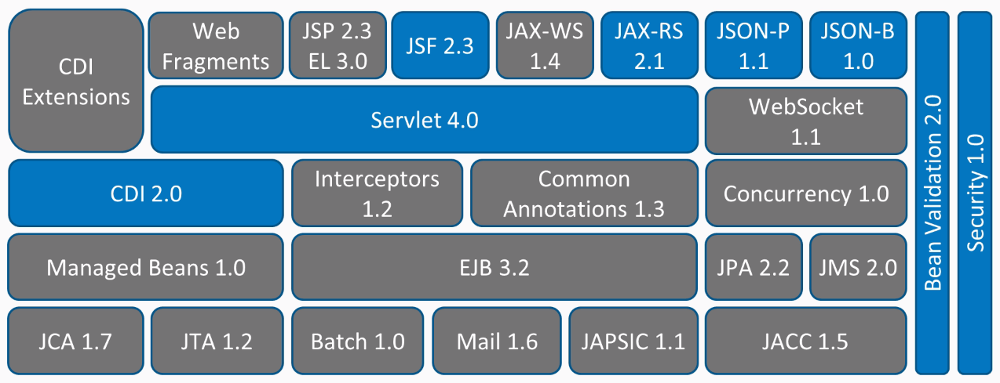 CDI
Extensions
Web
Fragments
JSP 2.3
EL 3.0
JSF 2.3
JAX-WS
1.4
JAX-RS
2.1
JSON-P
1.1
JSON-B
1.0
Servlet 4.0
WebSocket
1.1
CDI 2.0
Interceptors
1.2
Common
Annotations 1.3
Concurrency 1.0
Managed Beans 1.0
EJB 3.2
JPA 2.2
JMS 2.0
JCA 1.7
JTA 1.2
Batch 1.0
Mail 1.6
JAPSIC 1.1
JACC 1.5
Bean Validation 2.0
Security 1.0